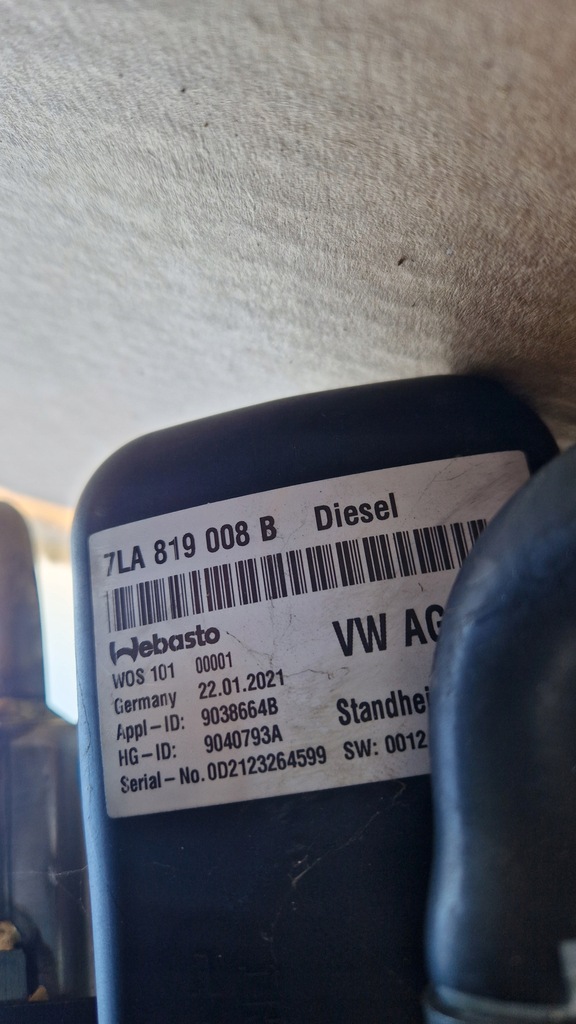 7LA 819 008 B Diesel
Webasto VW AG
WOS 101 00001
Germany 22.01.2021
Appl-ID: 9038664B
HG-ID: 9040793A Standhei
Serial-No. 0D2123264599 SW: 0012